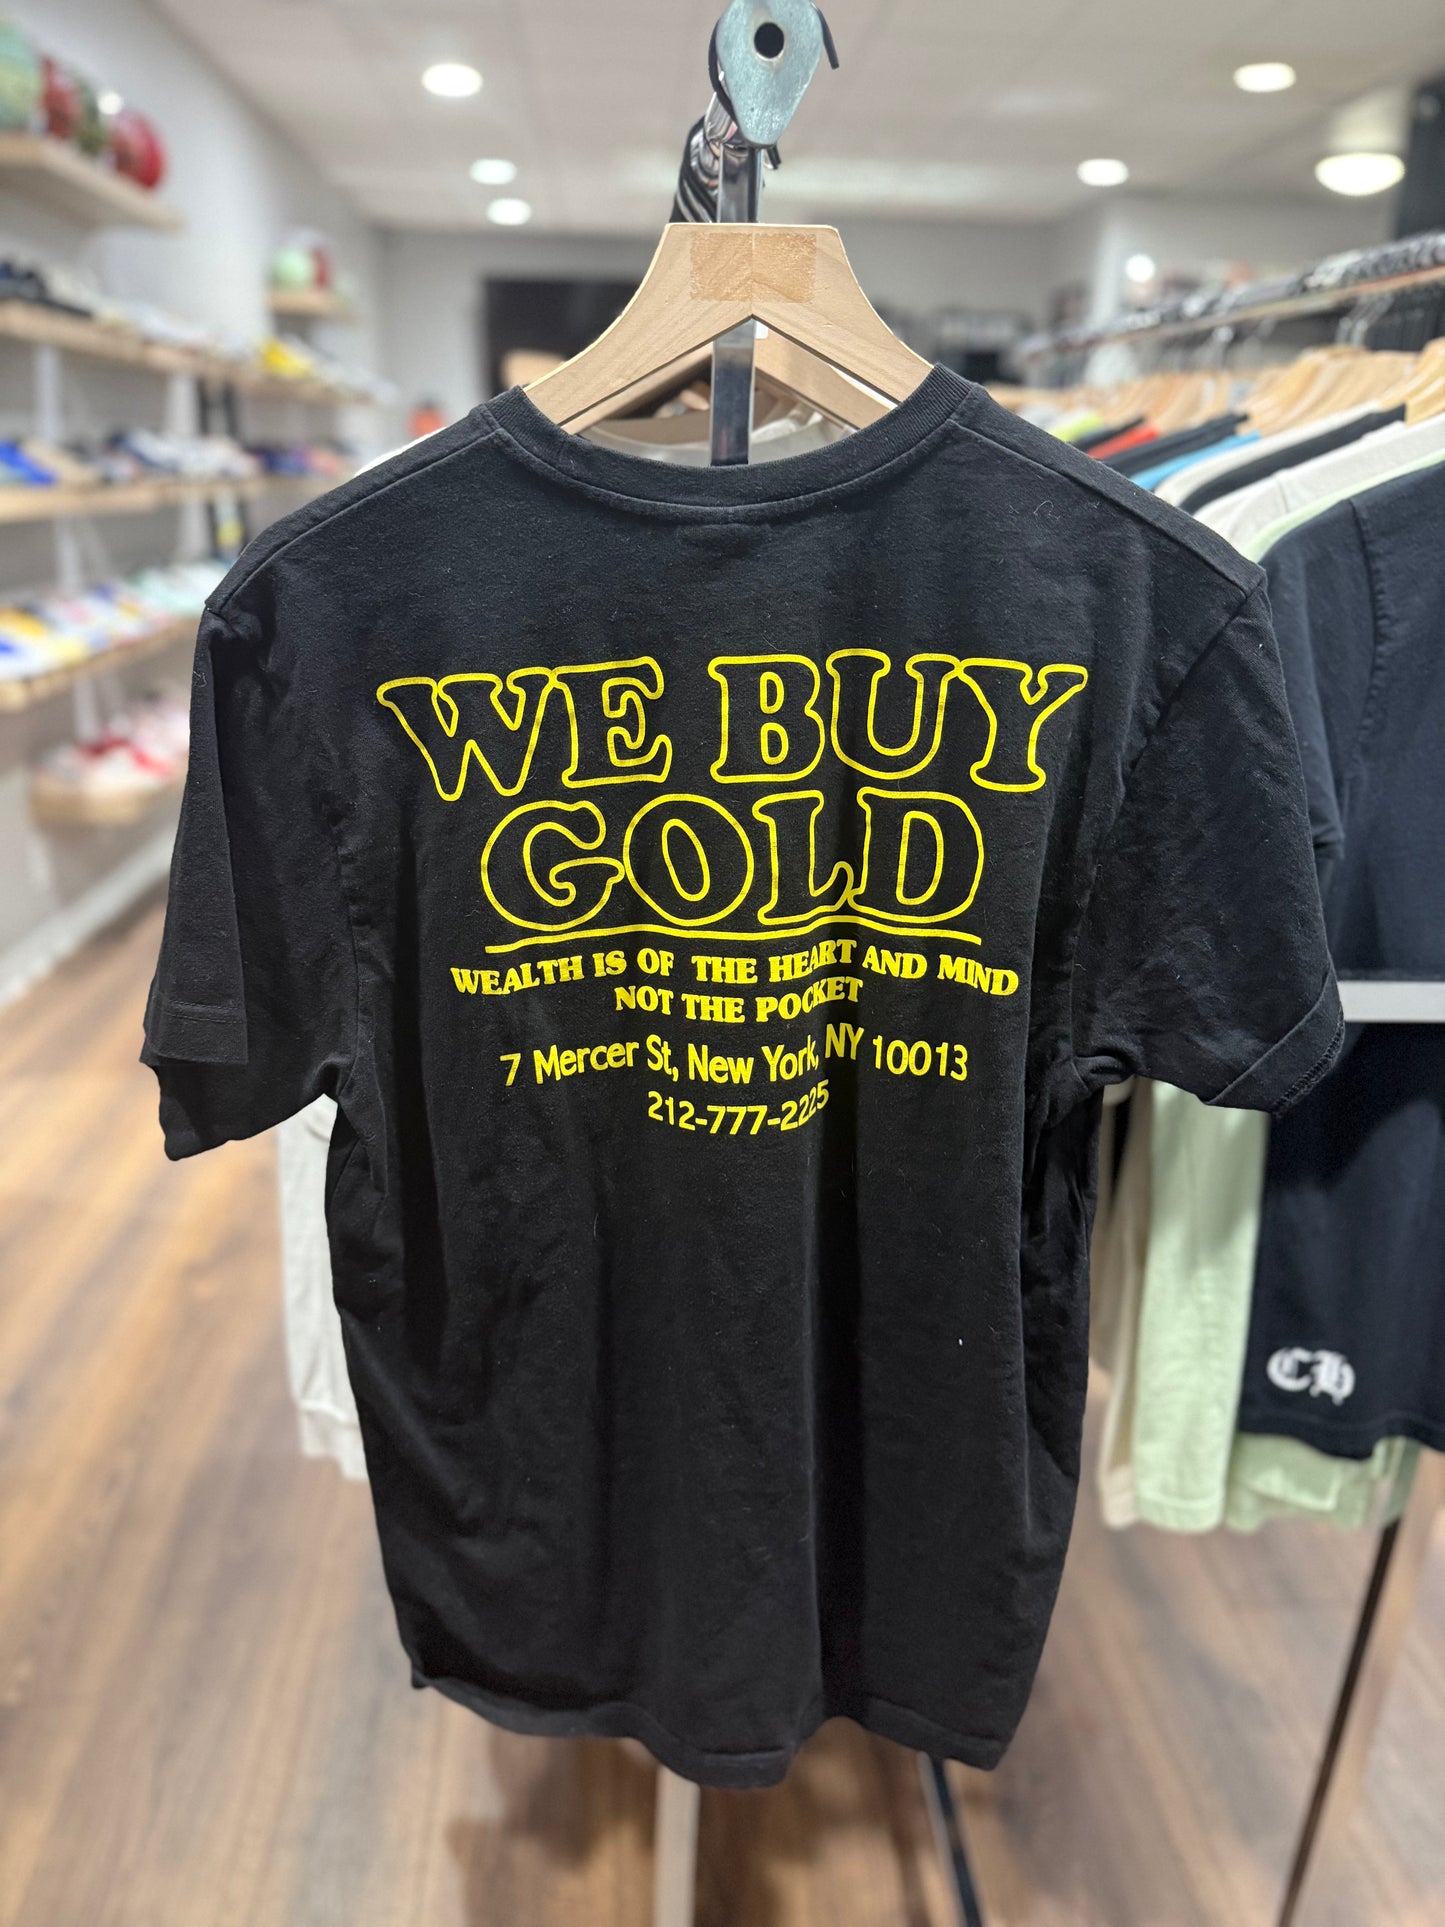 WE BUY
GOLD
WEALTH IS OF THE HEART AND MIND
NOT THE POCKET
7 Mercer St, New York, NY 10013
212-777-2225
CH